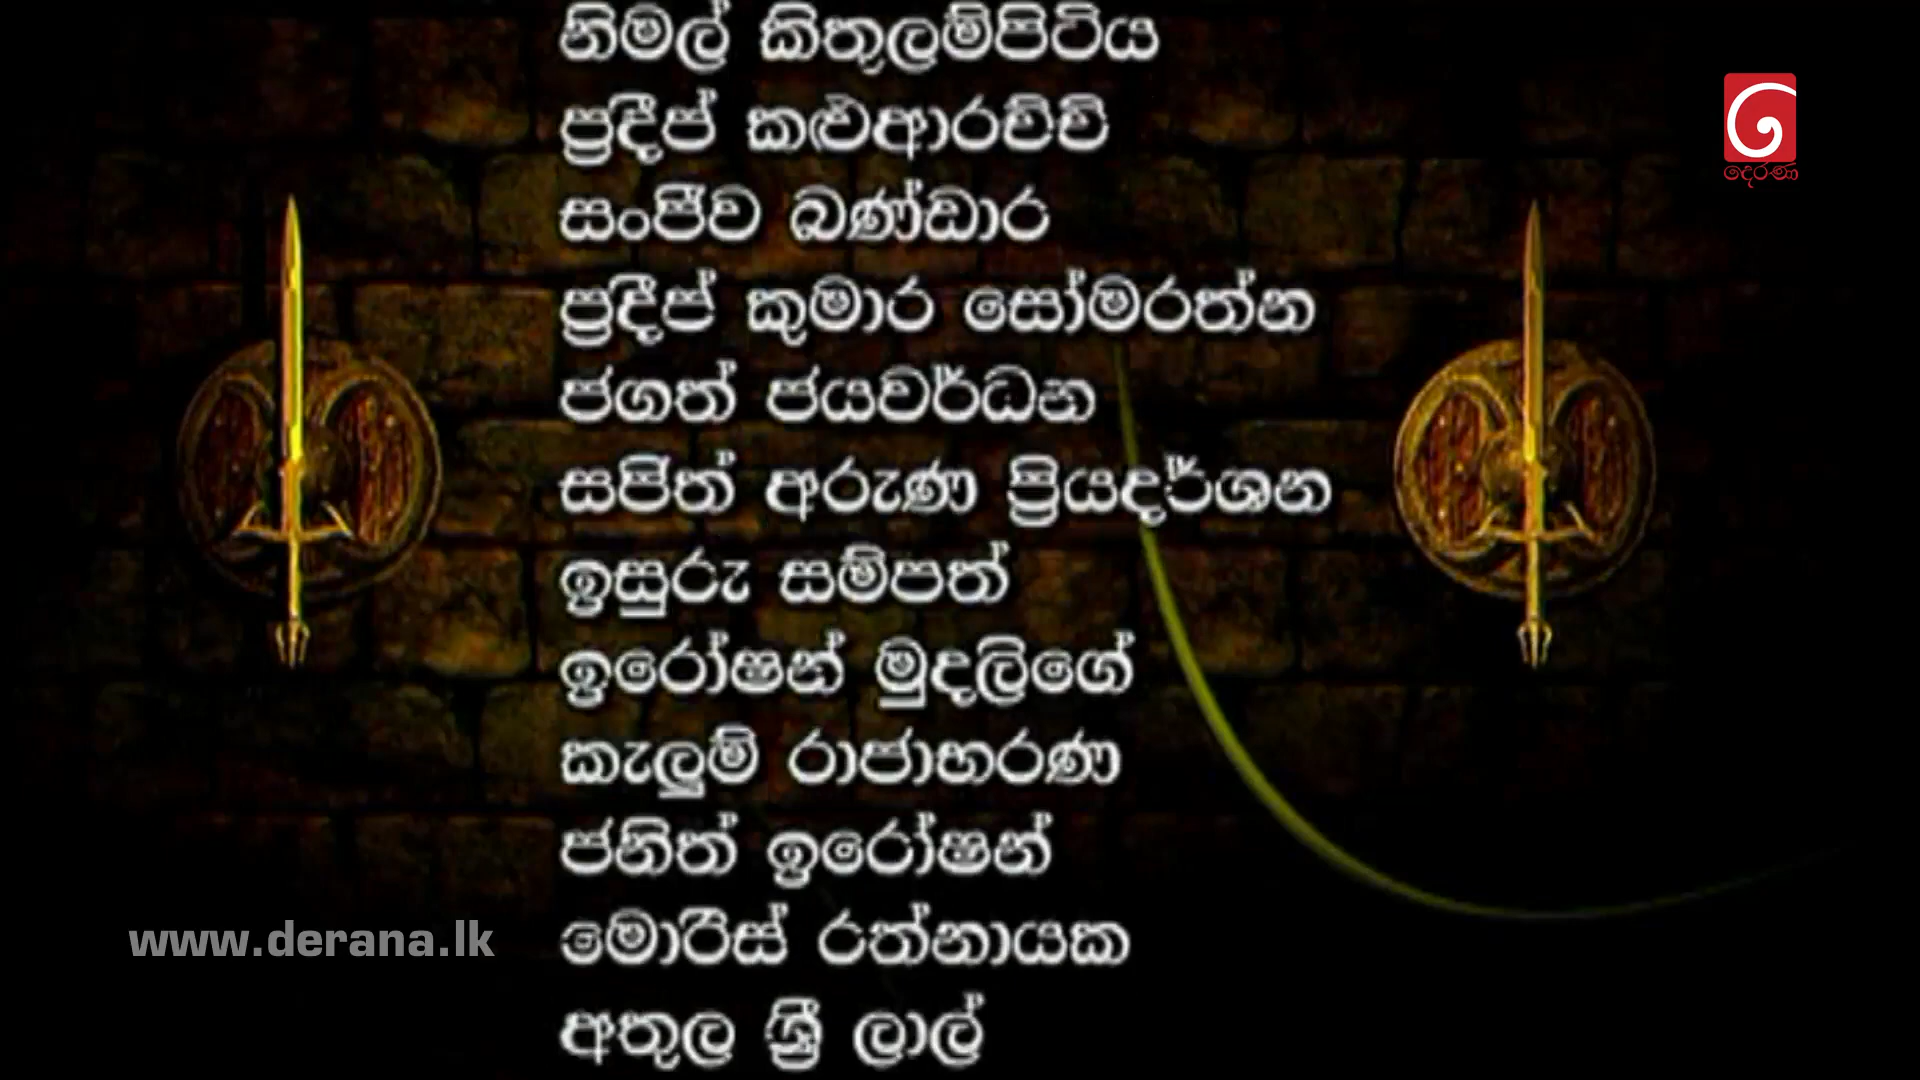 නිමල් කිතුලම්පිටිය
ප්‍රදීප් කළුආරච්චි
සංජීව බණ්ඩාර
ප්‍රදීප් කුමාර සෝමරත්න
ජගත් ජයවර්ධන
සජිත් අරුණ ප්‍රියදර්ශන
ඉසුරු සම්පත්
ඉරෝෂන් මුදලිගේ
කැලුම් රාජාභරණ
ජනිත් ඉරෝෂන්
මොරිස් රත්නායක
අතුල ශ්‍රී ලාල්
දෙරණ
www.derana.lk